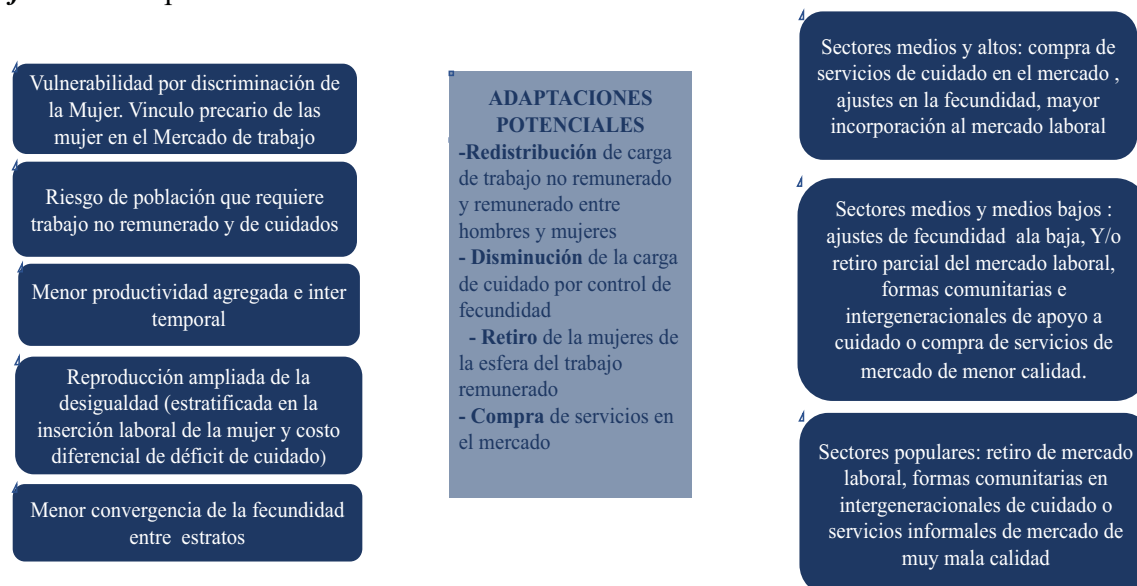 Vulnerabilidad por discriminación de
la Mujer. Vinculo precario de las
mujer en el Mercado de trabajo
Riesgo de población que requiere
trabajo no remunerado y de cuidados
Menor productividad agregada e inter
temporal
Reproducción ampliada de la
desigualdad (estratificada en la
inserción laboral de la mujer y costo
diferencial de déficit de cuidado)
Menor convergencia de la fecundidad
entre estratos
ADAPTACIONES
POTENCIALES
-Redistribución de carga
de trabajo no remunerado
y remunerado entre
hombres y mujeres
- Disminución de la carga
de cuidado por control de
fecundidad
- Retiro de la mujeres de
la esfera del trabajo
remunerado
- Compra de servicios en
el mercado
Sectores medios y altos: compra de
servicios de cuidado en el mercado ,
ajustes en la fecundidad, mayor
incorporación al mercado laboral
Sectores medios y medios bajos :
ajustes de fecundidad ala baja, Y/o
retiro parcial del mercado laboral,
formas comunitarias e
intergeneracionales de apoyo a
cuidado o compra de servicios de
mercado de menor calidad.
Sectores populares: retiro de mercado
laboral, formas comunitarias en
intergeneracionales de cuidado o
servicios informales de mercado de
muy mala calidad